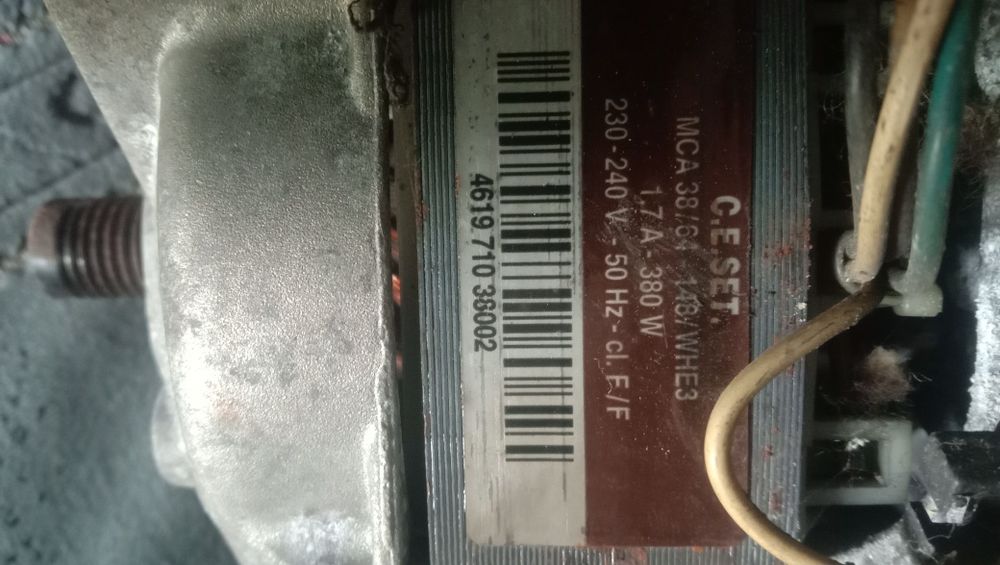 C.E.SET.
MCA 38/64 - 148/WHE3
1,7 A - 380 W
230 - 240 V - 50 Hz - cl. F/F
4619 710 38002